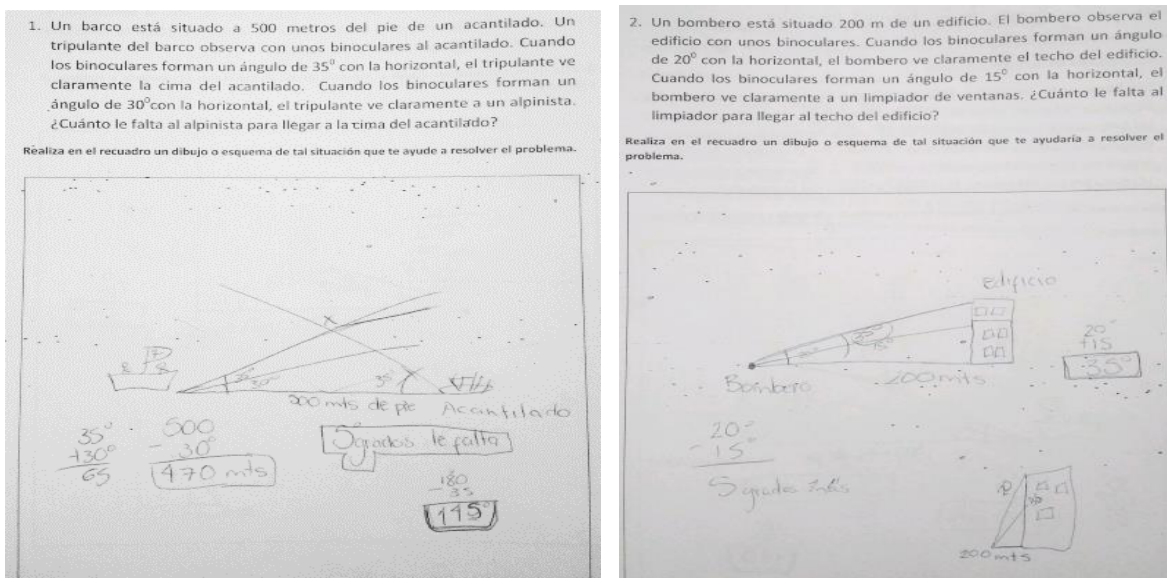 1. Un barco está situado a 500 metros del pie de un acantilado. Un
tripulante del barco observa con unos binoculares al acantilado. Cuando
los binoculares forman un ángulo de 35⁰ con la horizontal, el tripulante ve
claramente la cima del acantilado. Cuando los binoculares forman un
ángulo de 30⁰con la horizontal, el tripulante ve claramente a un alpinista.
¿Cuánto le falta al alpinista para llegar a la cima del acantilado?
Realiza en el recuadro un dibujo o esquema de tal situación que te ayude a resolver el problema.
x
35°
30°
35°
500 mts de pie
Acantilado
35°
+30°
65
500
- 30°
470 mts
5 grados le falta
180
- 35
145°
2. Un bombero está situado 200 m de un edificio. El bombero observa el
edificio con unos binoculares. Cuando los binoculares forman un ángulo
de 20⁰ con la horizontal, el bombero ve claramente el techo del edificio.
Cuando los binoculares forman un ángulo de 15⁰ con la horizontal, el
bombero ve claramente a un limpiador de ventanas. ¿Cuánto le falta al
limpiador para llegar al techo del edificio?
Realiza en el recuadro un dibujo o esquema de tal situación que te ayudaría a resolver el
problema.
Edificio
15°
Bombero
200 mts
20°
+15
35°
20°
- 15°
5 grados más
200 mts